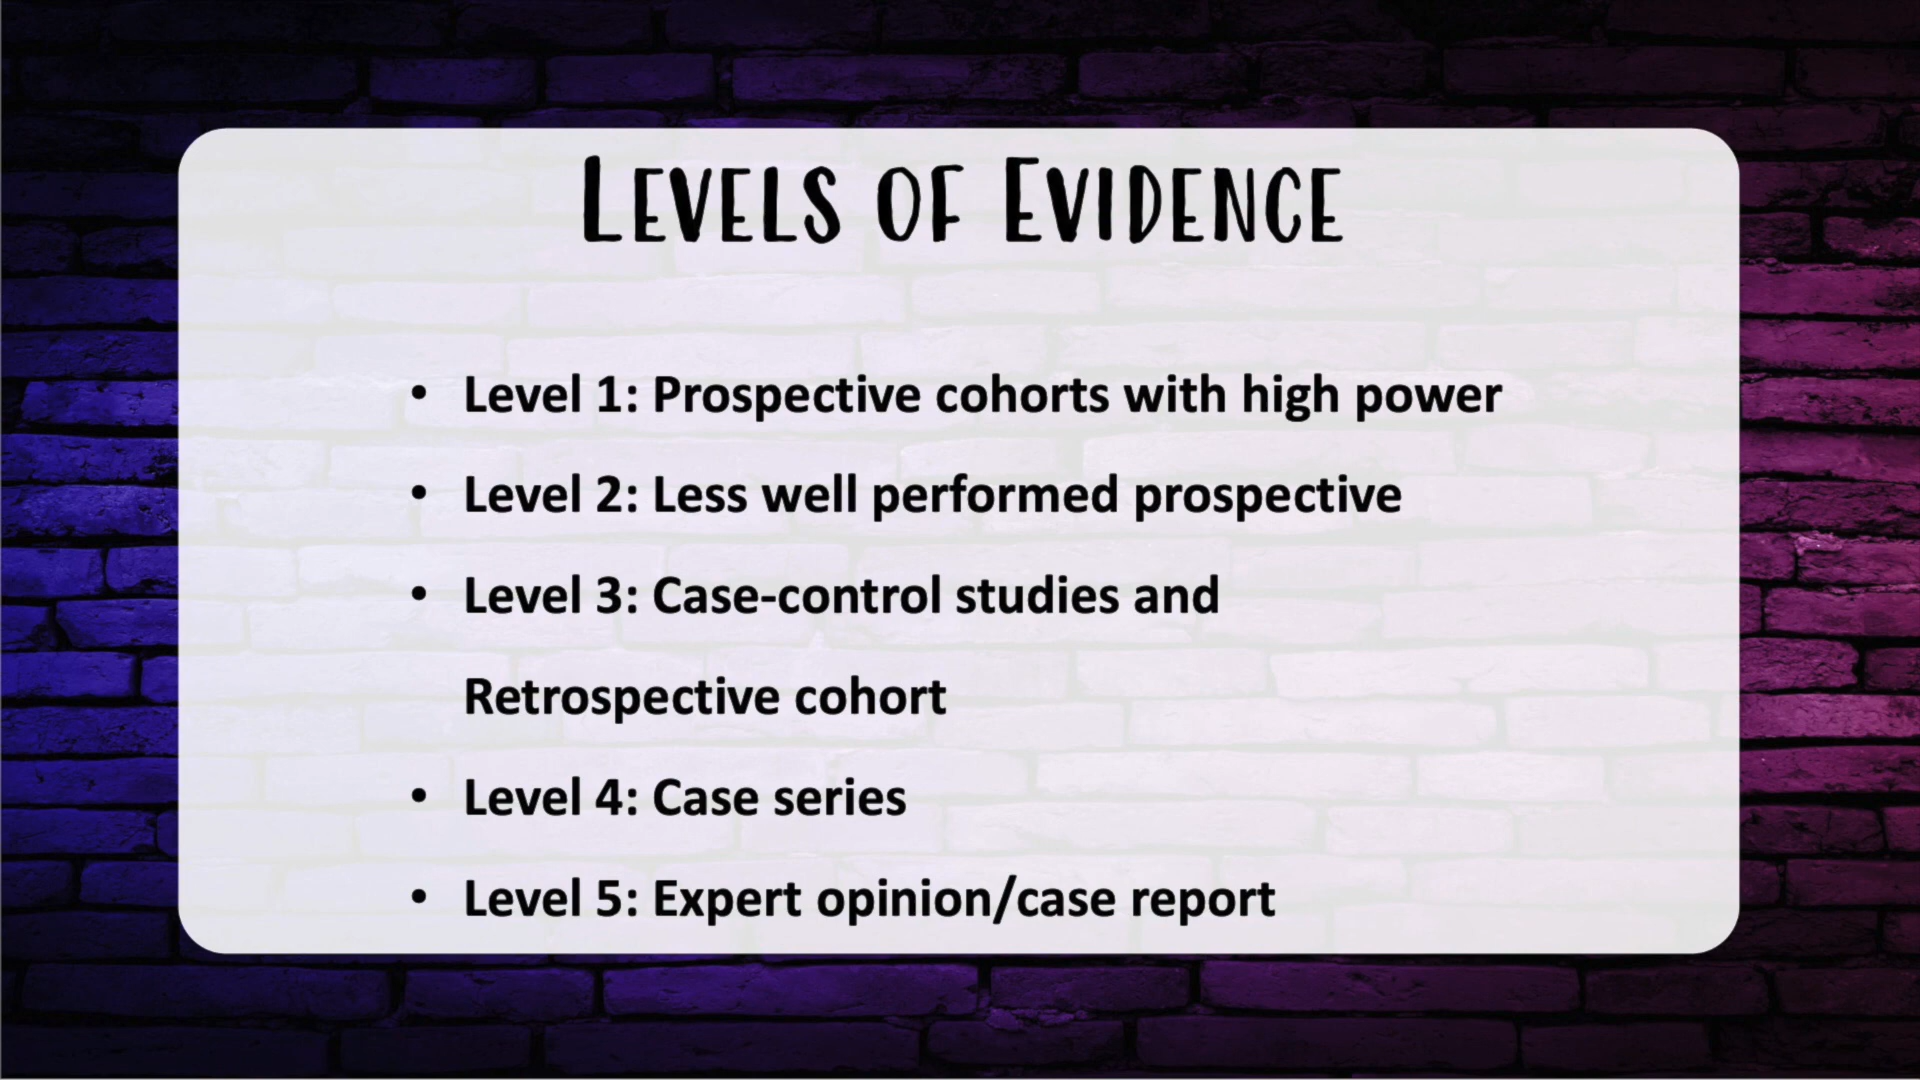 Levels of Evidence
• Level 1: Prospective cohorts with high power
• Level 2: Less well performed prospective
• Level 3: Case-control studies and
Retrospective cohort
• Level 4: Case series
• Level 5: Expert opinion/case report